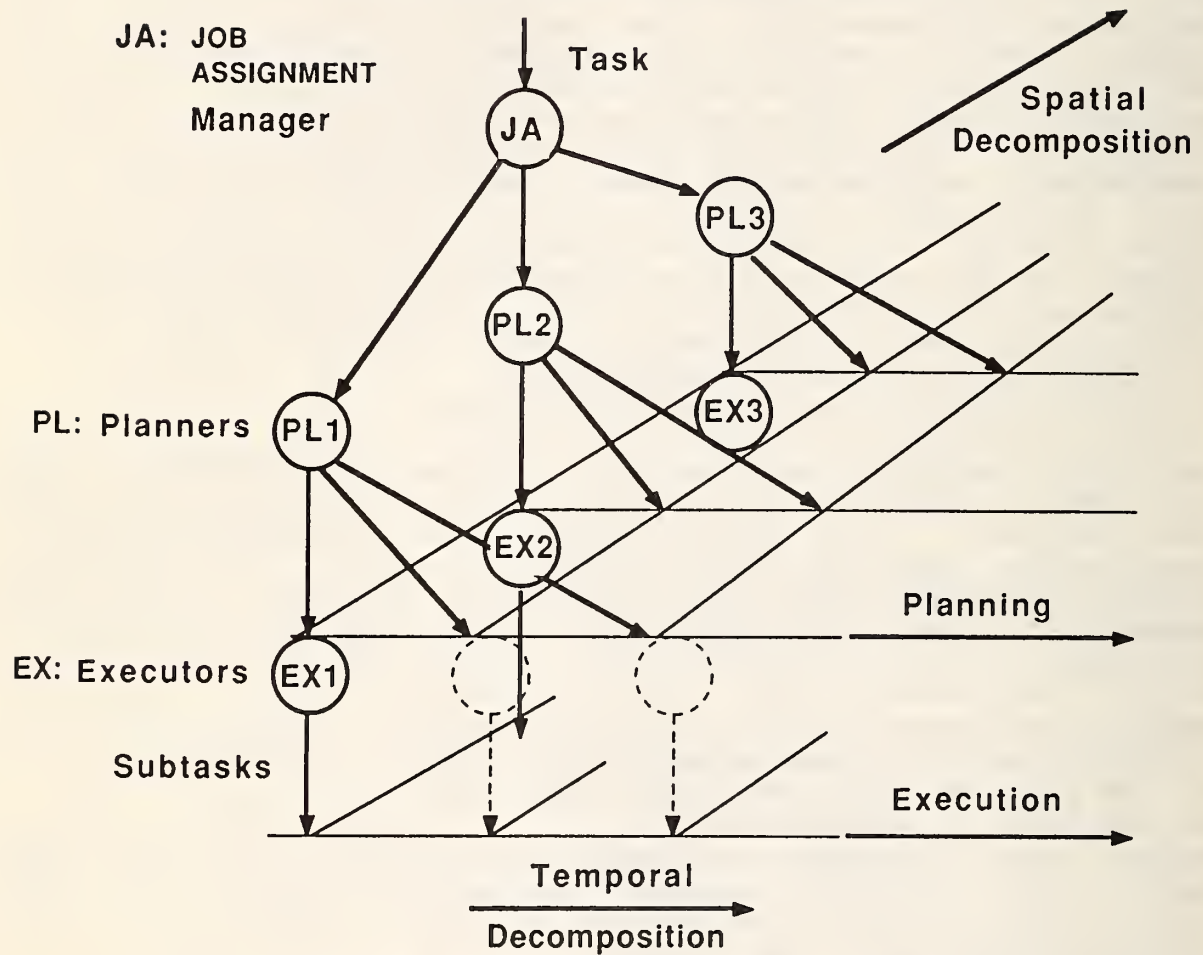 JA: JOB
ASSIGNMENT
Manager
Task
Spatial
Decomposition
JA
PL3
PL2
EX3
PL: Planners
PL1
EX2
Planning
EX: Executors
EX1
Subtasks
Execution
Temporal
Decomposition